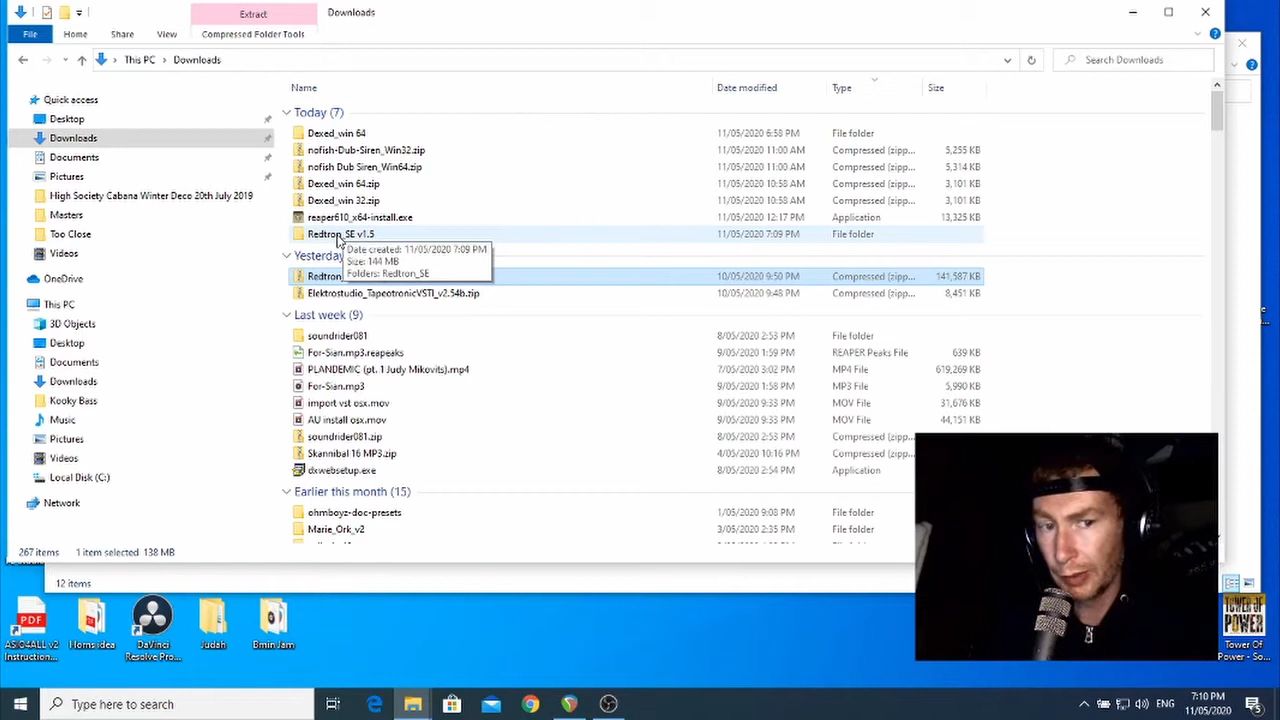 Extract
Downloads
File
Home
Share
View
Compressed Folder Tools
This PC
Downloads
Search Downloads
Name
Date modified
Type
Size
Quick access
Desktop
Downloads
Documents
Pictures
High Society Cabana Winter Deco 20th July 2019
Masters
Too Close
Videos
OneDrive
This PC
3D Objects
Desktop
Documents
Downloads
Kooky Bass
Music
Pictures
Videos
Local Disk (C:)
Network
Today (7)
Dexed_win 64 11/05/2020 6:58 PM File folder
nofish-Dub-Siren_Win32.zip 11/05/2020 11:00 AM Compressed (zipp... 5,255 KB
nofish Dub Siren_Win64.zip 11/05/2020 11:00 AM Compressed (zipp... 5,314 KB
Dexed_win 64.zip 11/05/2020 10:58 AM Compressed (zipp... 3,101 KB
Dexed_win 32.zip 11/05/2020 10:58 AM Compressed (zipp... 3,101 KB
reaper610_x64-install.exe 11/05/2020 12:17 PM Application 13,325 KB
Redtron_SE v1.5 11/05/2020 7:09 PM File folder
Date created: 11/05/2020 7:09 PM
Size: 144 MB
Folders: Redtron_SE
Yesterday
Redtron_ 10/05/2020 9:50 PM Compressed (zipp... 141,587 KB
Elektrostudio_TapeotronicVSTI_v2.54b.zip 10/05/2020 9:48 PM Compressed (zipp... 8,451 KB
Last week (9)
soundrider081 8/05/2020 2:53 PM File folder
For-Sian.mp3.reapeaks 9/05/2020 1:59 PM REAPER Peaks File 639 KB
PLANDEMIC (pt. 1 Judy Mikovits).mp4 7/05/2020 3:02 PM MP4 File 619,269 KB
For-Sian.mp3 9/05/2020 1:58 PM MP3 File 5,990 KB
import vst osx.mov 9/05/2020 9:33 PM MOV File 31,676 KB
AU install osx.mov 9/05/2020 9:33 PM MOV File 44,151 KB
soundrider081.zip 8/05/2020 2:53 PM Compressed (zipp...
Skannibal 16 MP3.zip 4/05/2020 10:16 PM Compressed (zipp...
dxwebsetup.exe 8/05/2020 2:54 PM Application
Earlier this month (15)
ohmboyz-doc-presets 1/05/2020 9:08 PM File folder
Marie_Ork_v2 3/05/2020 2:35 PM File folder
267 items 1 item selected 138 MB
12 items
PDF
ASIO4ALL v2
Instruction...
Horns idea
DaVinci
Resolve Pro...
Judah
Bmin Jam
TOWER OF
POWER
Tower Of
Power - So...
Type here to search
ENG
7:10 PM
11/05/2020
5